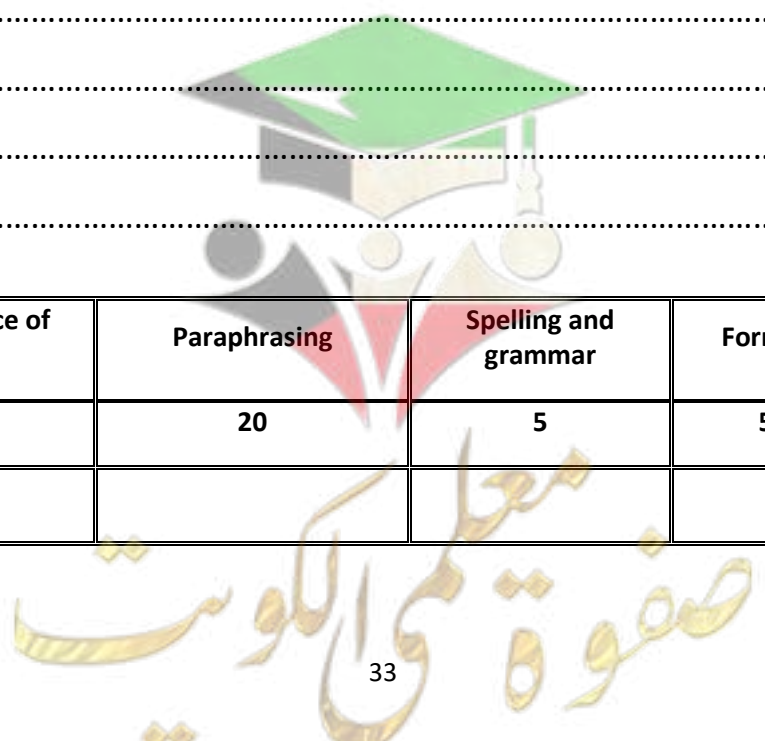 ce of
Paraphrasing
Spelling and
grammar
For
20
5
5
صفوة معلمي الكويت
33